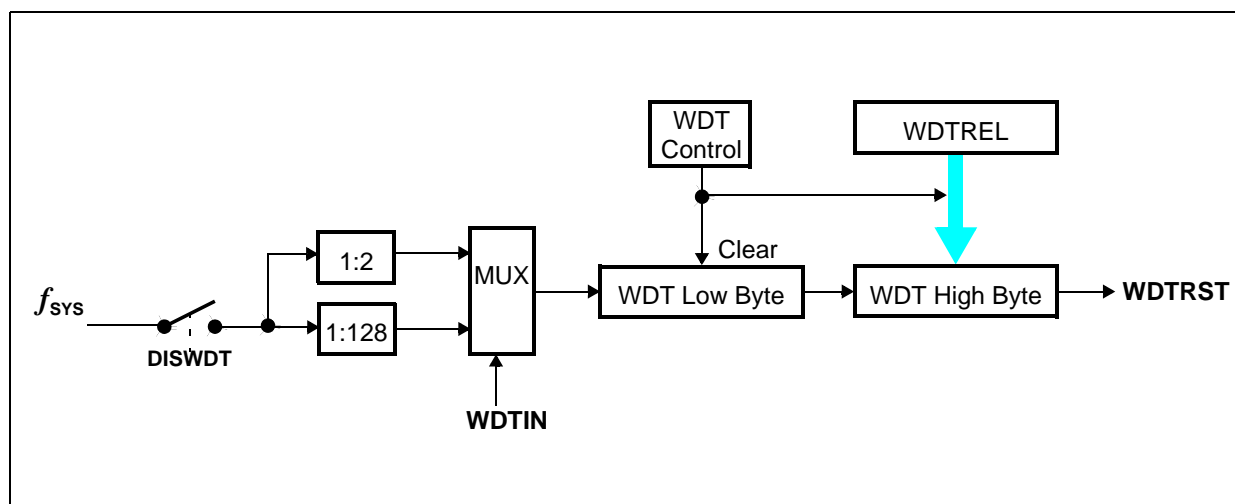 WDT
Control
WDTREL
Clear
1:2
MUX
WDT Low Byte
WDT High Byte
WDTRST
fSYS
1:128
DISWDT
WDTIN